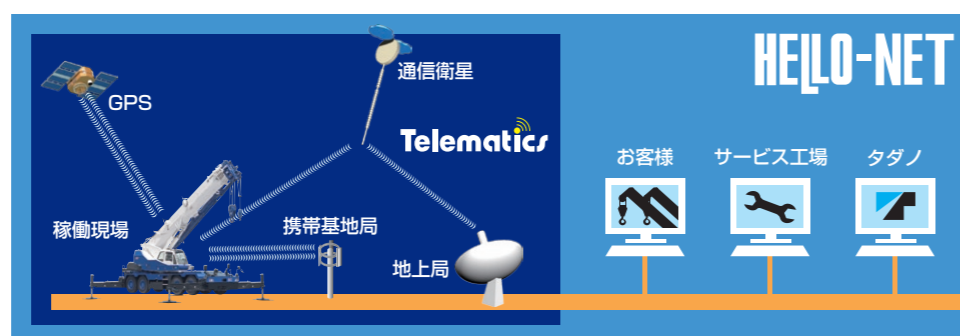 HELLO-NET
通信衛星
GPS
Telematics
お客様
サービス工場
タダノ
稼働現場
携帯基地局
地上局